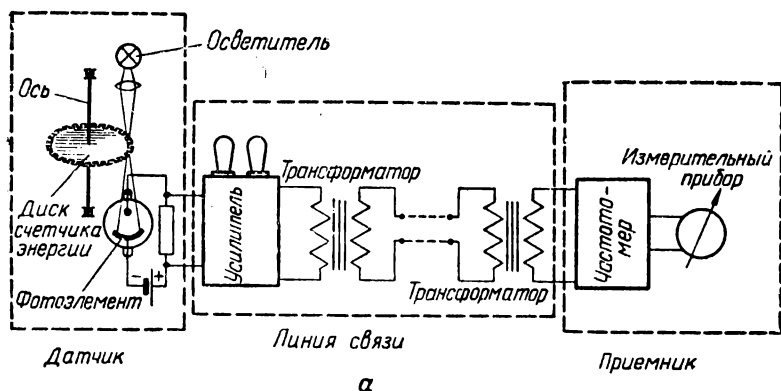 Осветитель
Ось
Диск
счетчика
энергии
Фотоэлемент
- +
Датчик
Усилитель
Трансформатор
Трансформатор
Линия связи
Частото-
мер
Измерительный
прибор
Приемник
а